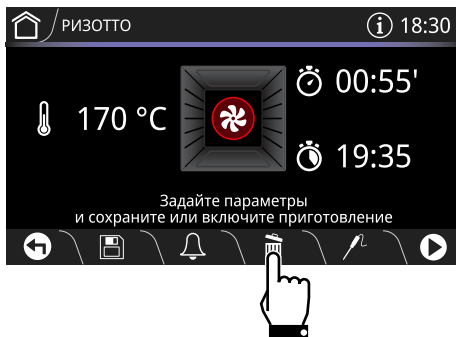 РИЗОТТО
18:30
170 °C
00:55'
19:35
Задайте параметры
и сохраните или включите приготовление